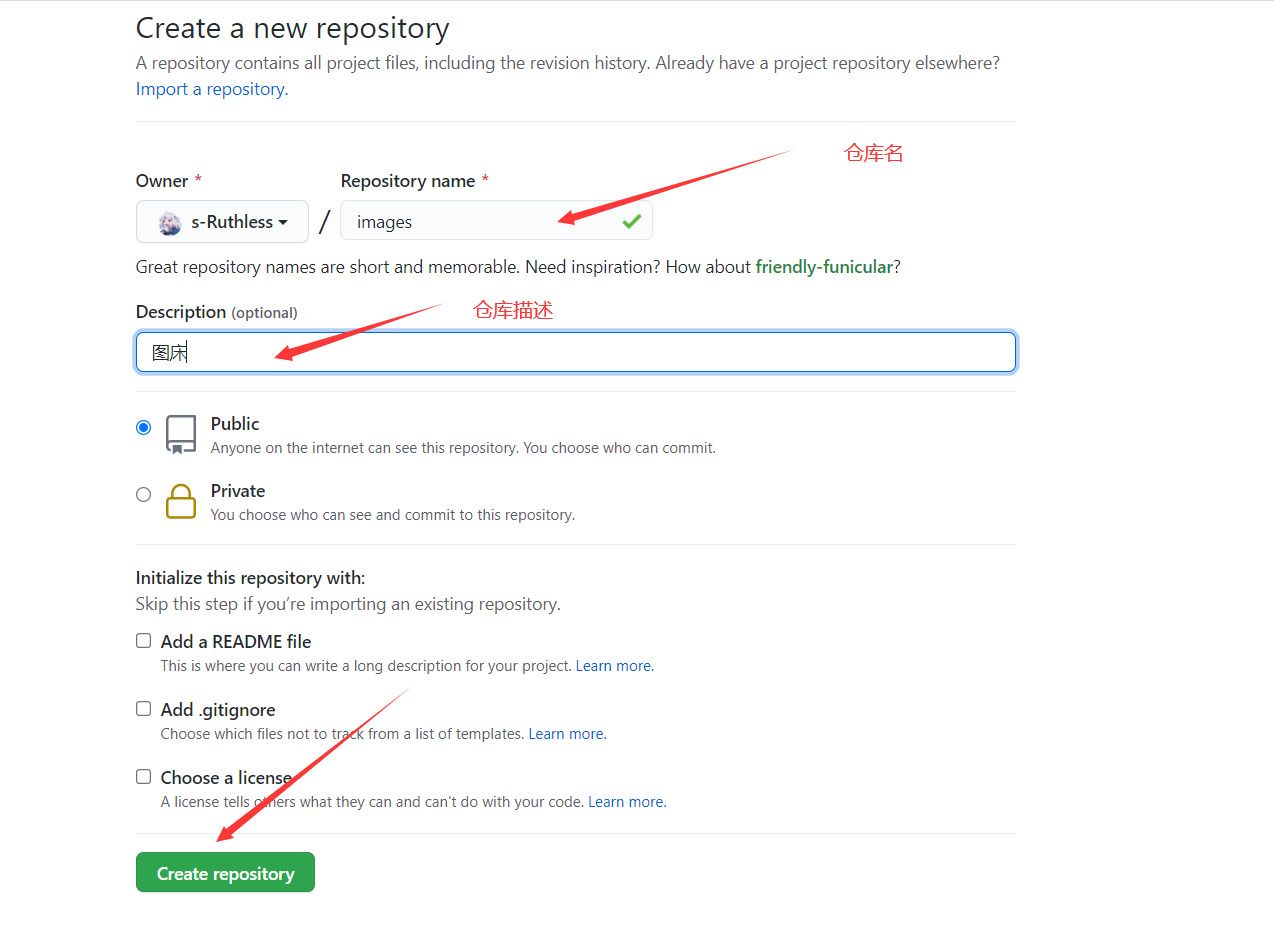 Create a new repository
A repository contains all project files, including the revision history. Already have a project repository elsewhere?
Import a repository.
仓库名
Owner * Repository name *
s-Ruthless / images
Great repository names are short and memorable. Need inspiration? How about friendly-funicular?
Description (optional) 仓库描述
图床
Public
Anyone on the internet can see this repository. You choose who can commit.
Private
You choose who can see and commit to this repository.
Initialize this repository with:
Skip this step if you’re importing an existing repository.
Add a README file
This is where you can write a long description for your project. Learn more.
Add .gitignore
Choose which files not to track from a list of templates. Learn more.
Choose a license
A license tells others what they can and can't do with your code. Learn more.
Create repository